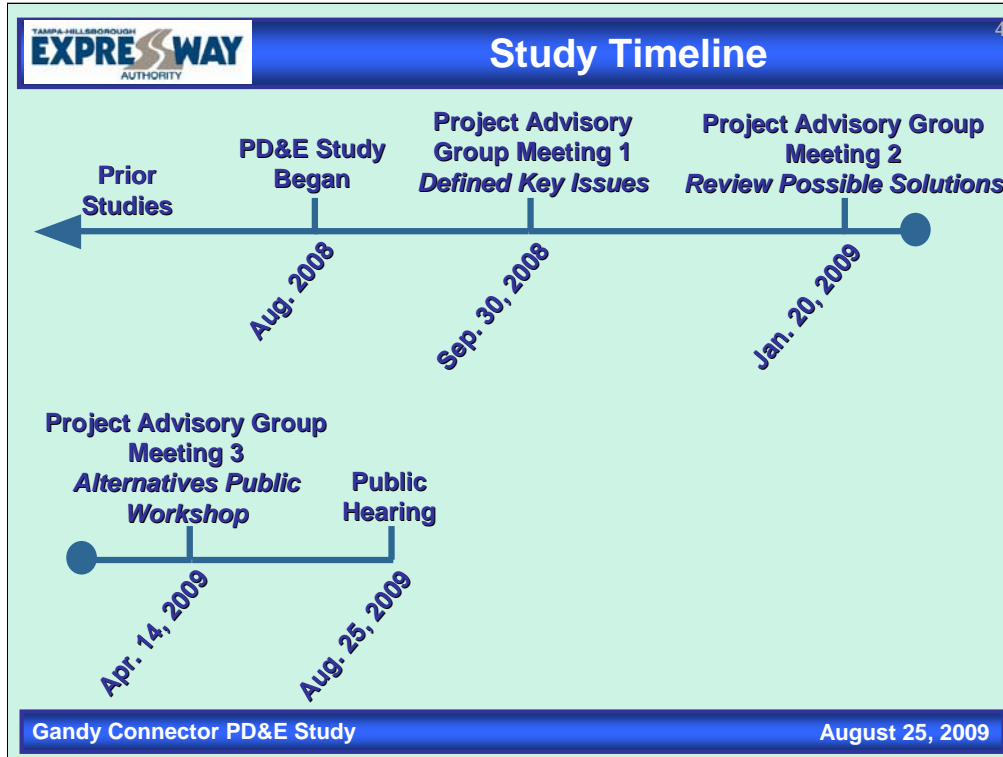 TAMPA-HILLSBOROUGH
EXPRESSWAY
AUTHORITY
Study Timeline
4
Prior
Studies
PD&E Study
Began
Project Advisory
Group Meeting 1
Defined Key Issues
Project Advisory Group
Meeting 2
Review Possible Solutions
Aug. 2008
Sep. 30, 2008
Jan. 20, 2009
Project Advisory Group
Meeting 3
Alternatives Public
Workshop
Public
Hearing
Apr. 14, 2009
Aug. 25, 2009
Gandy Connector PD&E Study
August 25, 2009